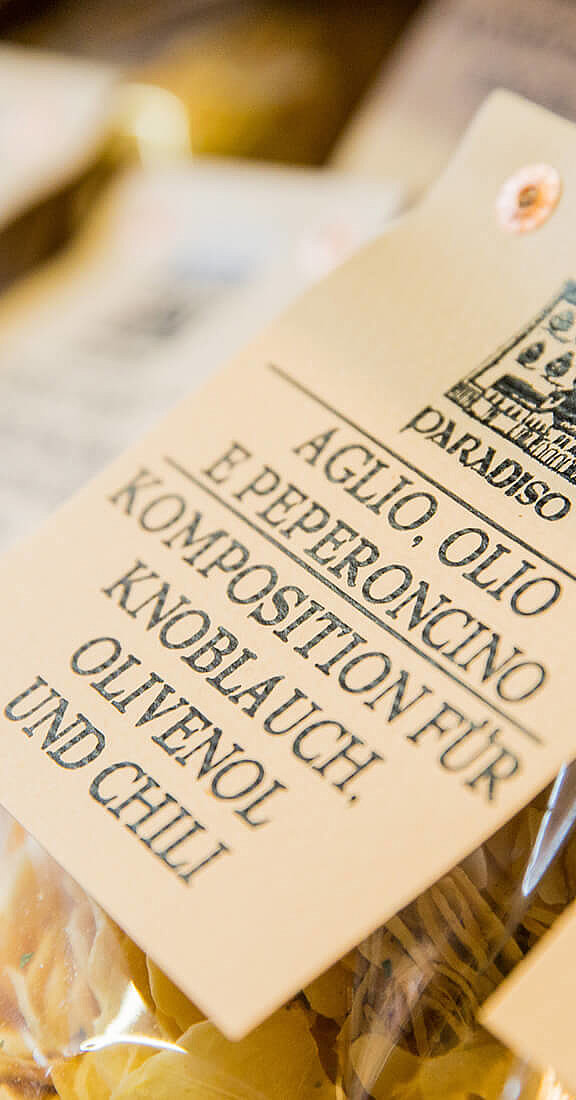 PARADISO
AGLIO, OLIO
E PEPERONCINO
KOMPOSITION FÜR
KNOBLAUCH,
OLIVENOL
UND CHILI